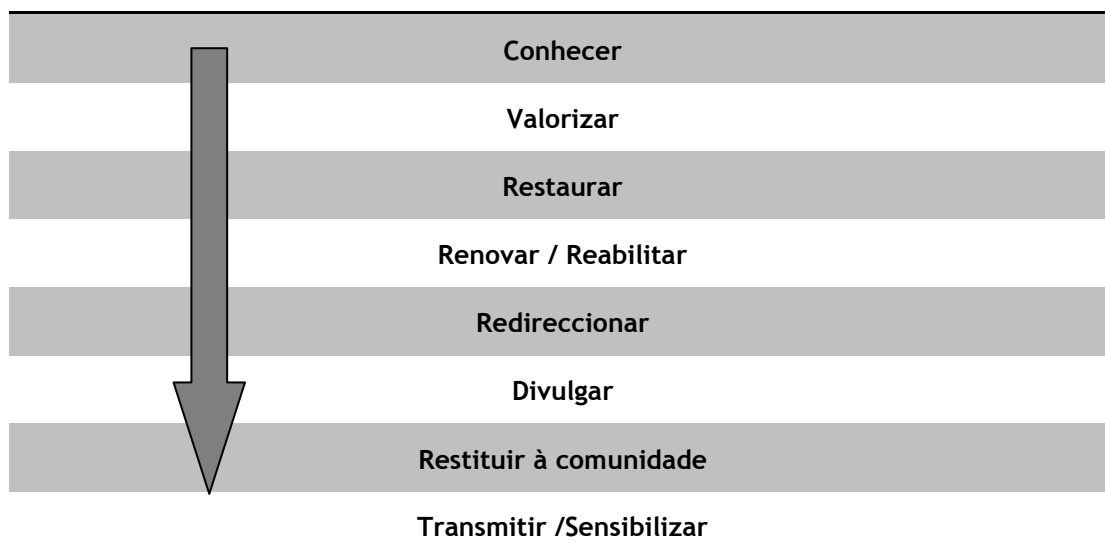 Conhecer
Valorizar
Restaurar
Renovar / Reabilitar
Redireccionar
Divulgar
Restituir à comunidade
Transmitir /Sensibilizar